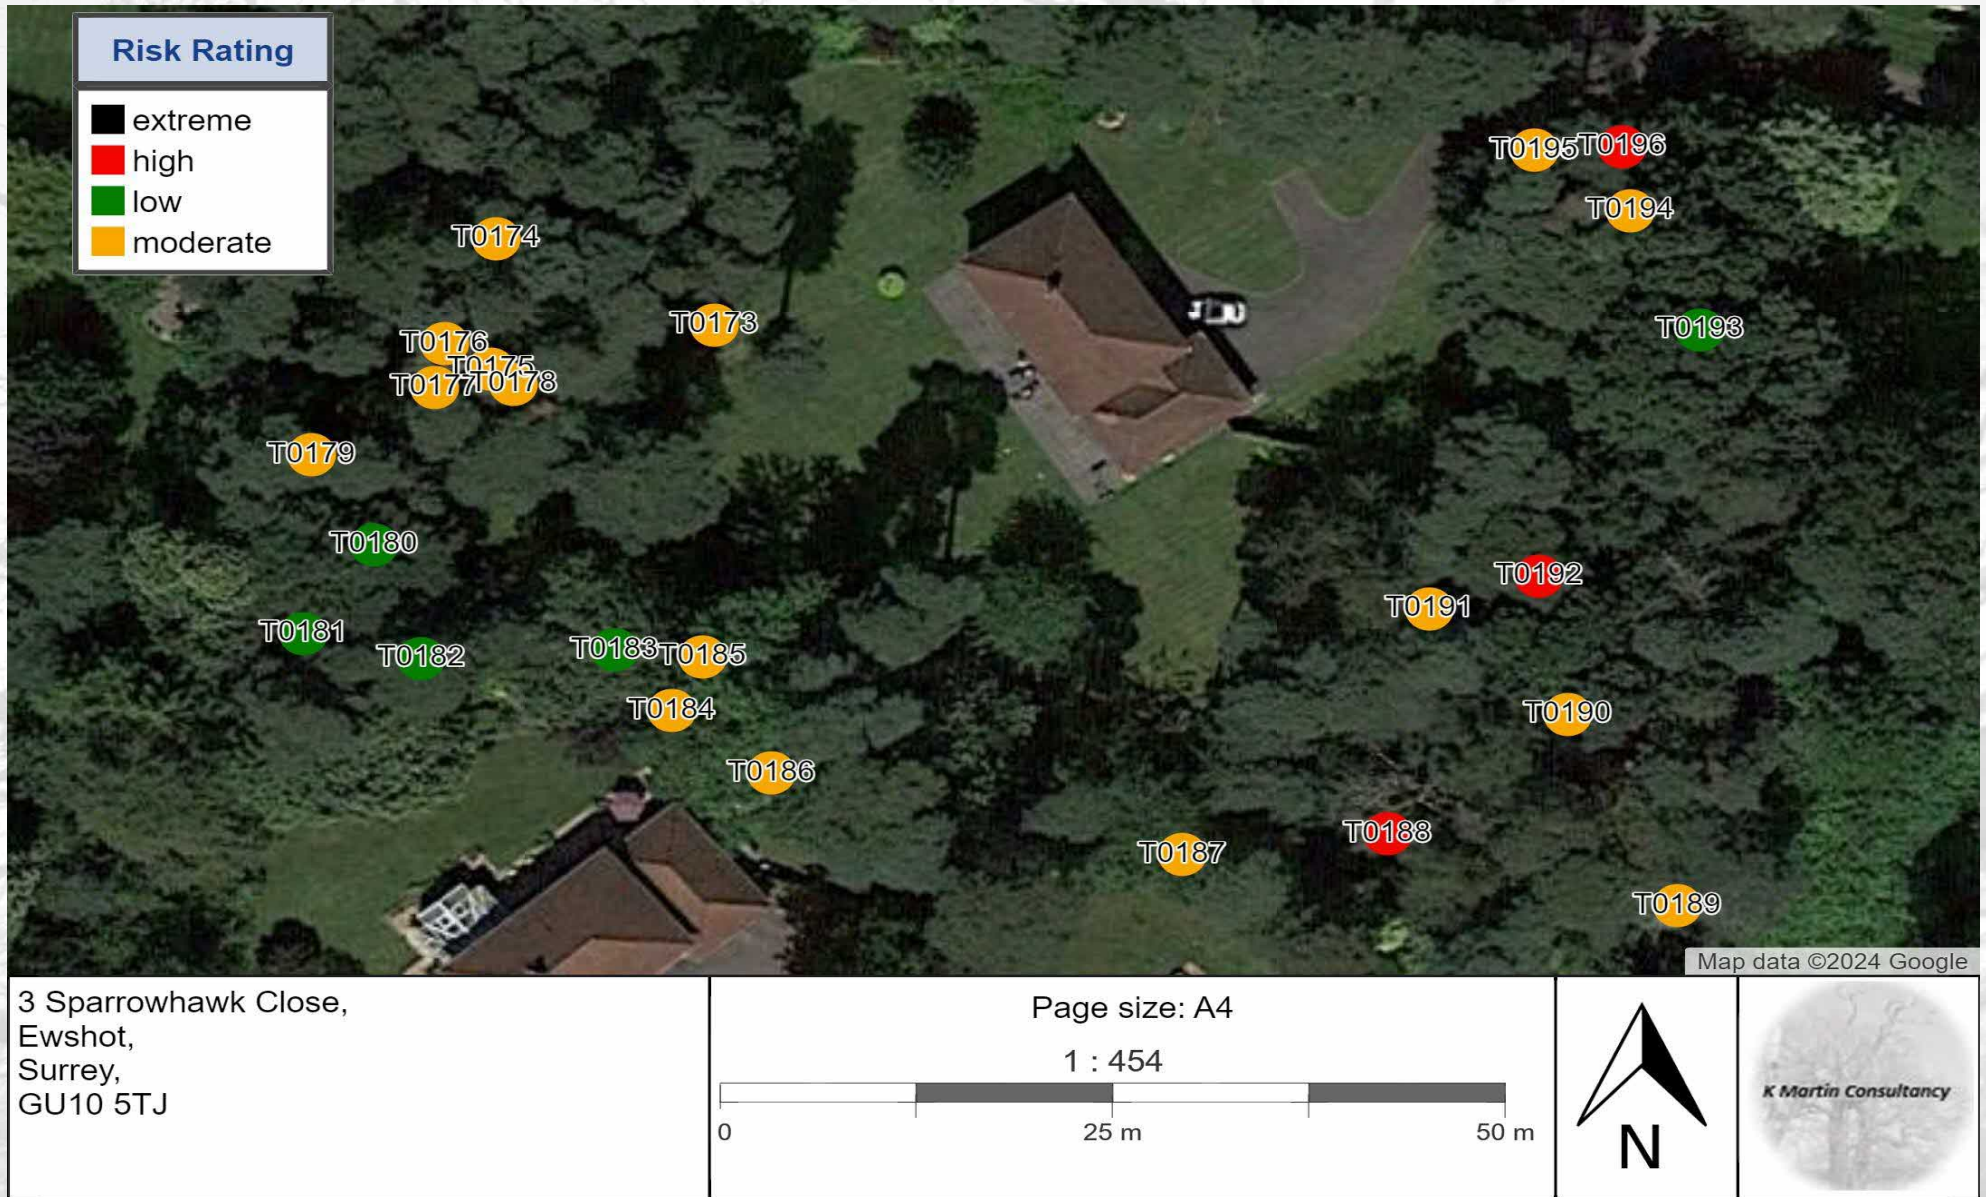 Risk Rating
extreme
high
low
moderate
T0195
T0196
T0194
T0174
T0173
T0193
T0176
T0175
T0177
T0178
T0179
T0180
T0192
T0191
T0181
T0182
T0183
T0185
T0184
T0190
T0186
T0188
T0187
T0189
Map data ©2024 Google
3 Sparrowhawk Close,
Ewshot,
Surrey,
GU10 5TJ
Page size: A4
1 : 454
0
25 m
50 m
N
K Martin Consultancy